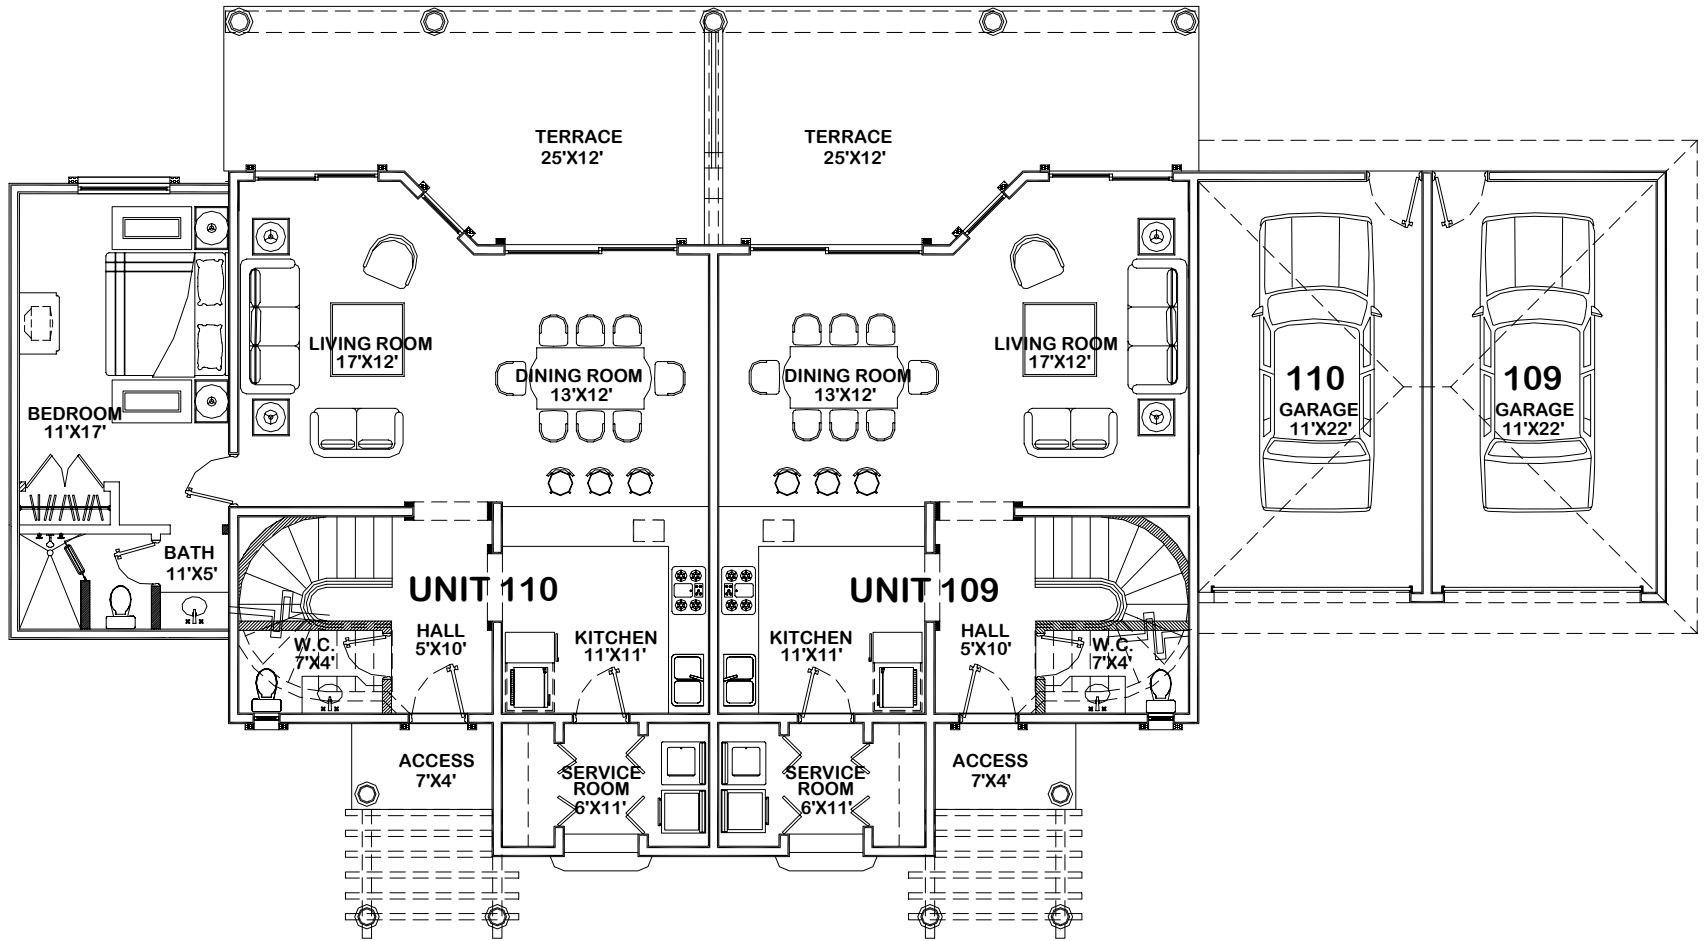 TERRACE
25'X12'
TERRACE
25'X12'
LIVING ROOM
17'X12'
DINING ROOM
13'X12'
DINING ROOM
13'X12'
LIVING ROOM
17'X12'
110
GARAGE
11'X22'
109
GARAGE
11'X22'
BEDROOM
11'X17'
BATH
11'X5'
UNIT 110
UNIT 109
W.C.
7'X4'
HALL
5'X10'
KITCHEN
11'X11'
KITCHEN
11'X11'
HALL
5'X10'
W.C.
7'X4'
ACCESS
7'X4'
SERVICE
ROOM
6'X11'
SERVICE
ROOM
6'X11'
ACCESS
7'X4'